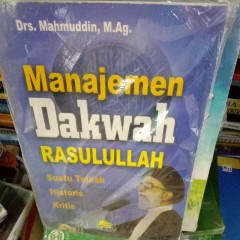 Drs. Mahmuddin, M.Ag.
Manajemen
Dakwah
RASULULLAH
Suatu Telaah
Historis
Kritis